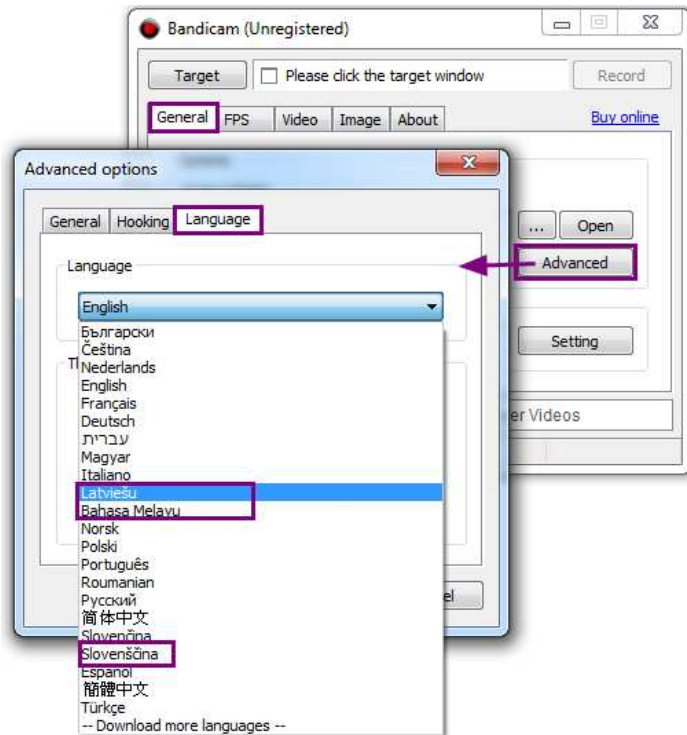 Bandicam (Unregistered)
Target
Please click the target window
Record
General
FPS
Video
Image
About
Buy online
Advanced options
General
Hooking
Language
...
Open
Advanced
Language
English
Setting
Български
Čeština
Nederlands
English
Français
Deutsch
עברית
Magyar
Italiano
Latviešu
Bahasa Melayu
Norsk
Polski
Português
Roumanian
Русский
简体中文
Slovenčina
Slovenščina
Español
簡體中文
Türkçe
-- Download more languages --
Videos